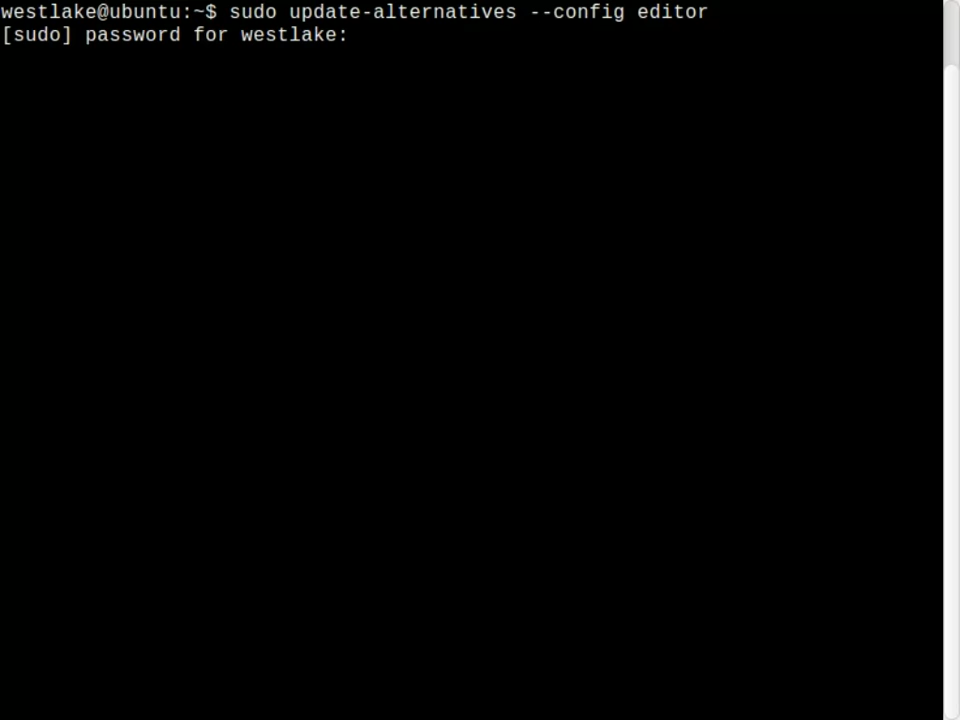 westlake@ubuntu:~$ sudo update-alternatives --config editor
[sudo] password for westlake: